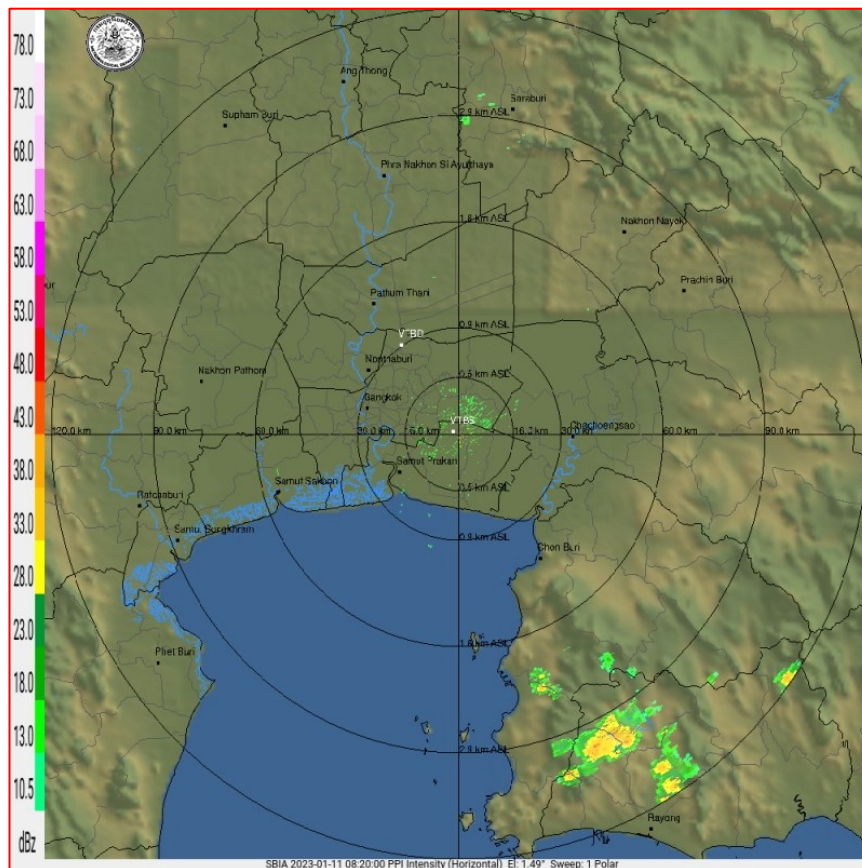 78.0
73.0
68.0
63.0
58.0
53.0
48.0
43.0
38.0
33.0
28.0
23.0
18.0
13.0
10.5
dBz
Ang Thong
Saraburi
2.9 km ASL
Suphan Buri
Phra Nakhon Si Ayutthaya
1.8 km ASL
Nakhon Nayok
Prachin Buri
Pathum Thani
0.9 km ASL
VTBD
Nonthaburi
0.5 km ASL
Nakhon Pathom
Bangkok
VTBS
Chachoengsao
120.0 km
90.0 km
60.0 km
30.0 km
16.2 km
30.0 km
60.0 km
90.0 km
Samut Prakan
Samut Sakhon
0.5 km ASL
Ratchaburi
Samut Songkhram
0.9 km ASL
Chon Buri
1.8 km ASL
Phet Buri
2.9 km ASL
Rayong
SBIA 2023-01-11 08:20:00 PPI Intensity (Horizontal) El: 1.49° Sweep: 1 Polar